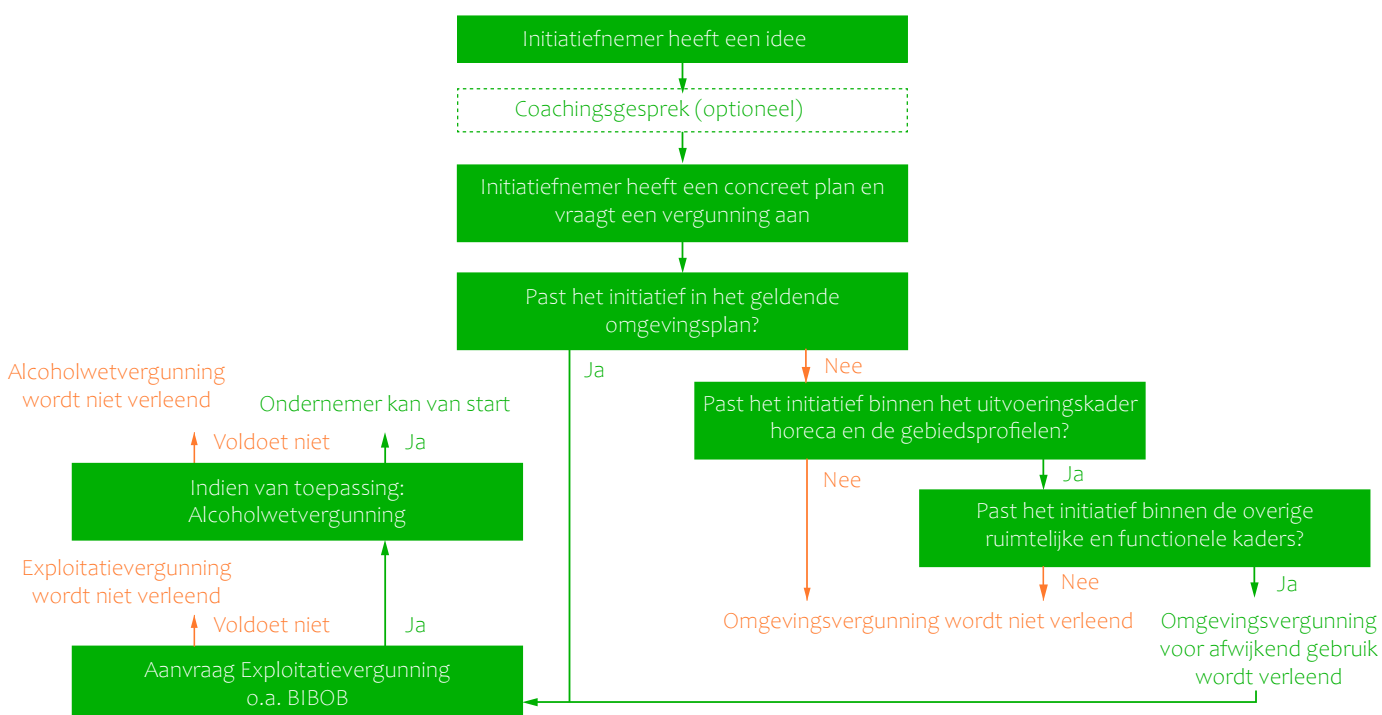 Initiatiefnemer heeft een idee
Coachingsgesprek (optioneel)
Initiatiefnemer heeft een concreet plan en
vraagt een vergunning aan
Past het initiatief in het geldende
omgevingsplan?
Ja
Nee
Past het initiatief binnen het uitvoeringskader
horeca en de gebiedsprofielen?
Nee
Ja
Past het initiatief binnen de overige
ruimtelijke en functionele kaders?
Nee
Ja
Omgevingsvergunning wordt niet verleend
Omgevingsvergunning
voor afwijkend gebruik
wordt verleend
Aanvraag Exploitatievergunning
o.a. BIBOB
Voldoet niet
Ja
Exploitatievergunning
wordt niet verleend
Indien van toepassing:
Alcoholwetvergunning
Voldoet niet
Ja
Alcoholwetvergunning
wordt niet verleend
Ondernemer kan van start